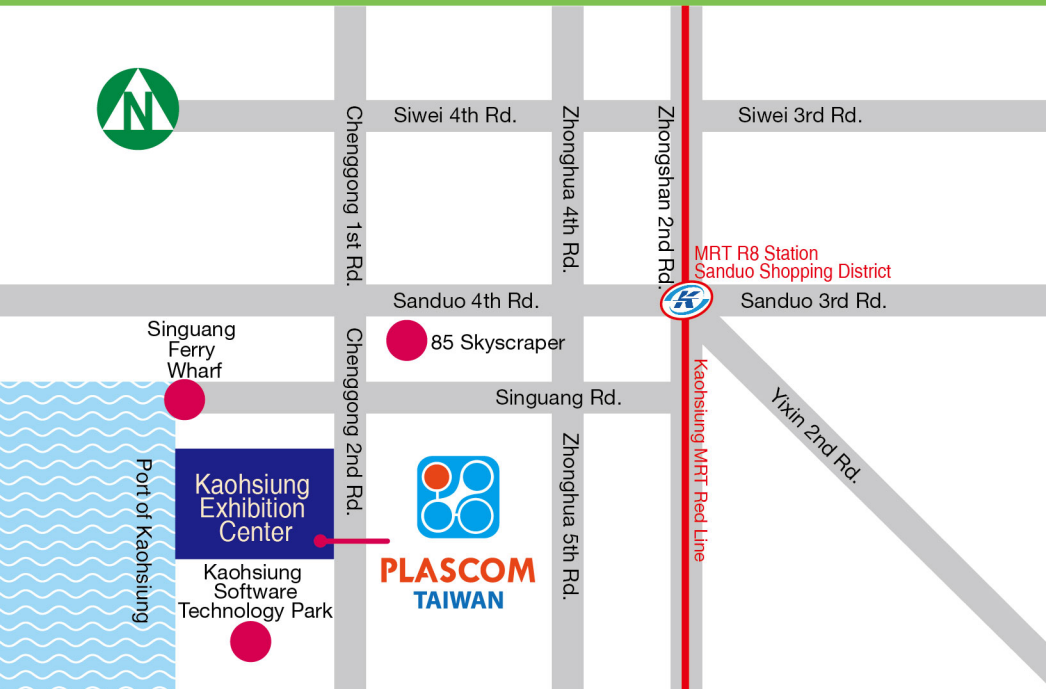 N
Siwei 4th Rd.
Siwei 3rd Rd.
Chenggong 1st Rd.
Zhonghua 4th Rd.
Zhongshan 2nd Rd.
MRT R8 Station
Sanduo Shopping District
Sanduo 4th Rd.
K
Sanduo 3rd Rd.
Singuang
Ferry
Wharf
85 Skyscraper
Chenggong 2nd Rd.
Singuang Rd.
Kaohsiung MRT Red Line
Yixin 2nd Rd.
Zhonghua 5th Rd.
Port of Kaohsiung
Kaohsiung
Exhibition
Center
PLASCOM
TAIWAN
Kaohsiung
Software
Technology Park